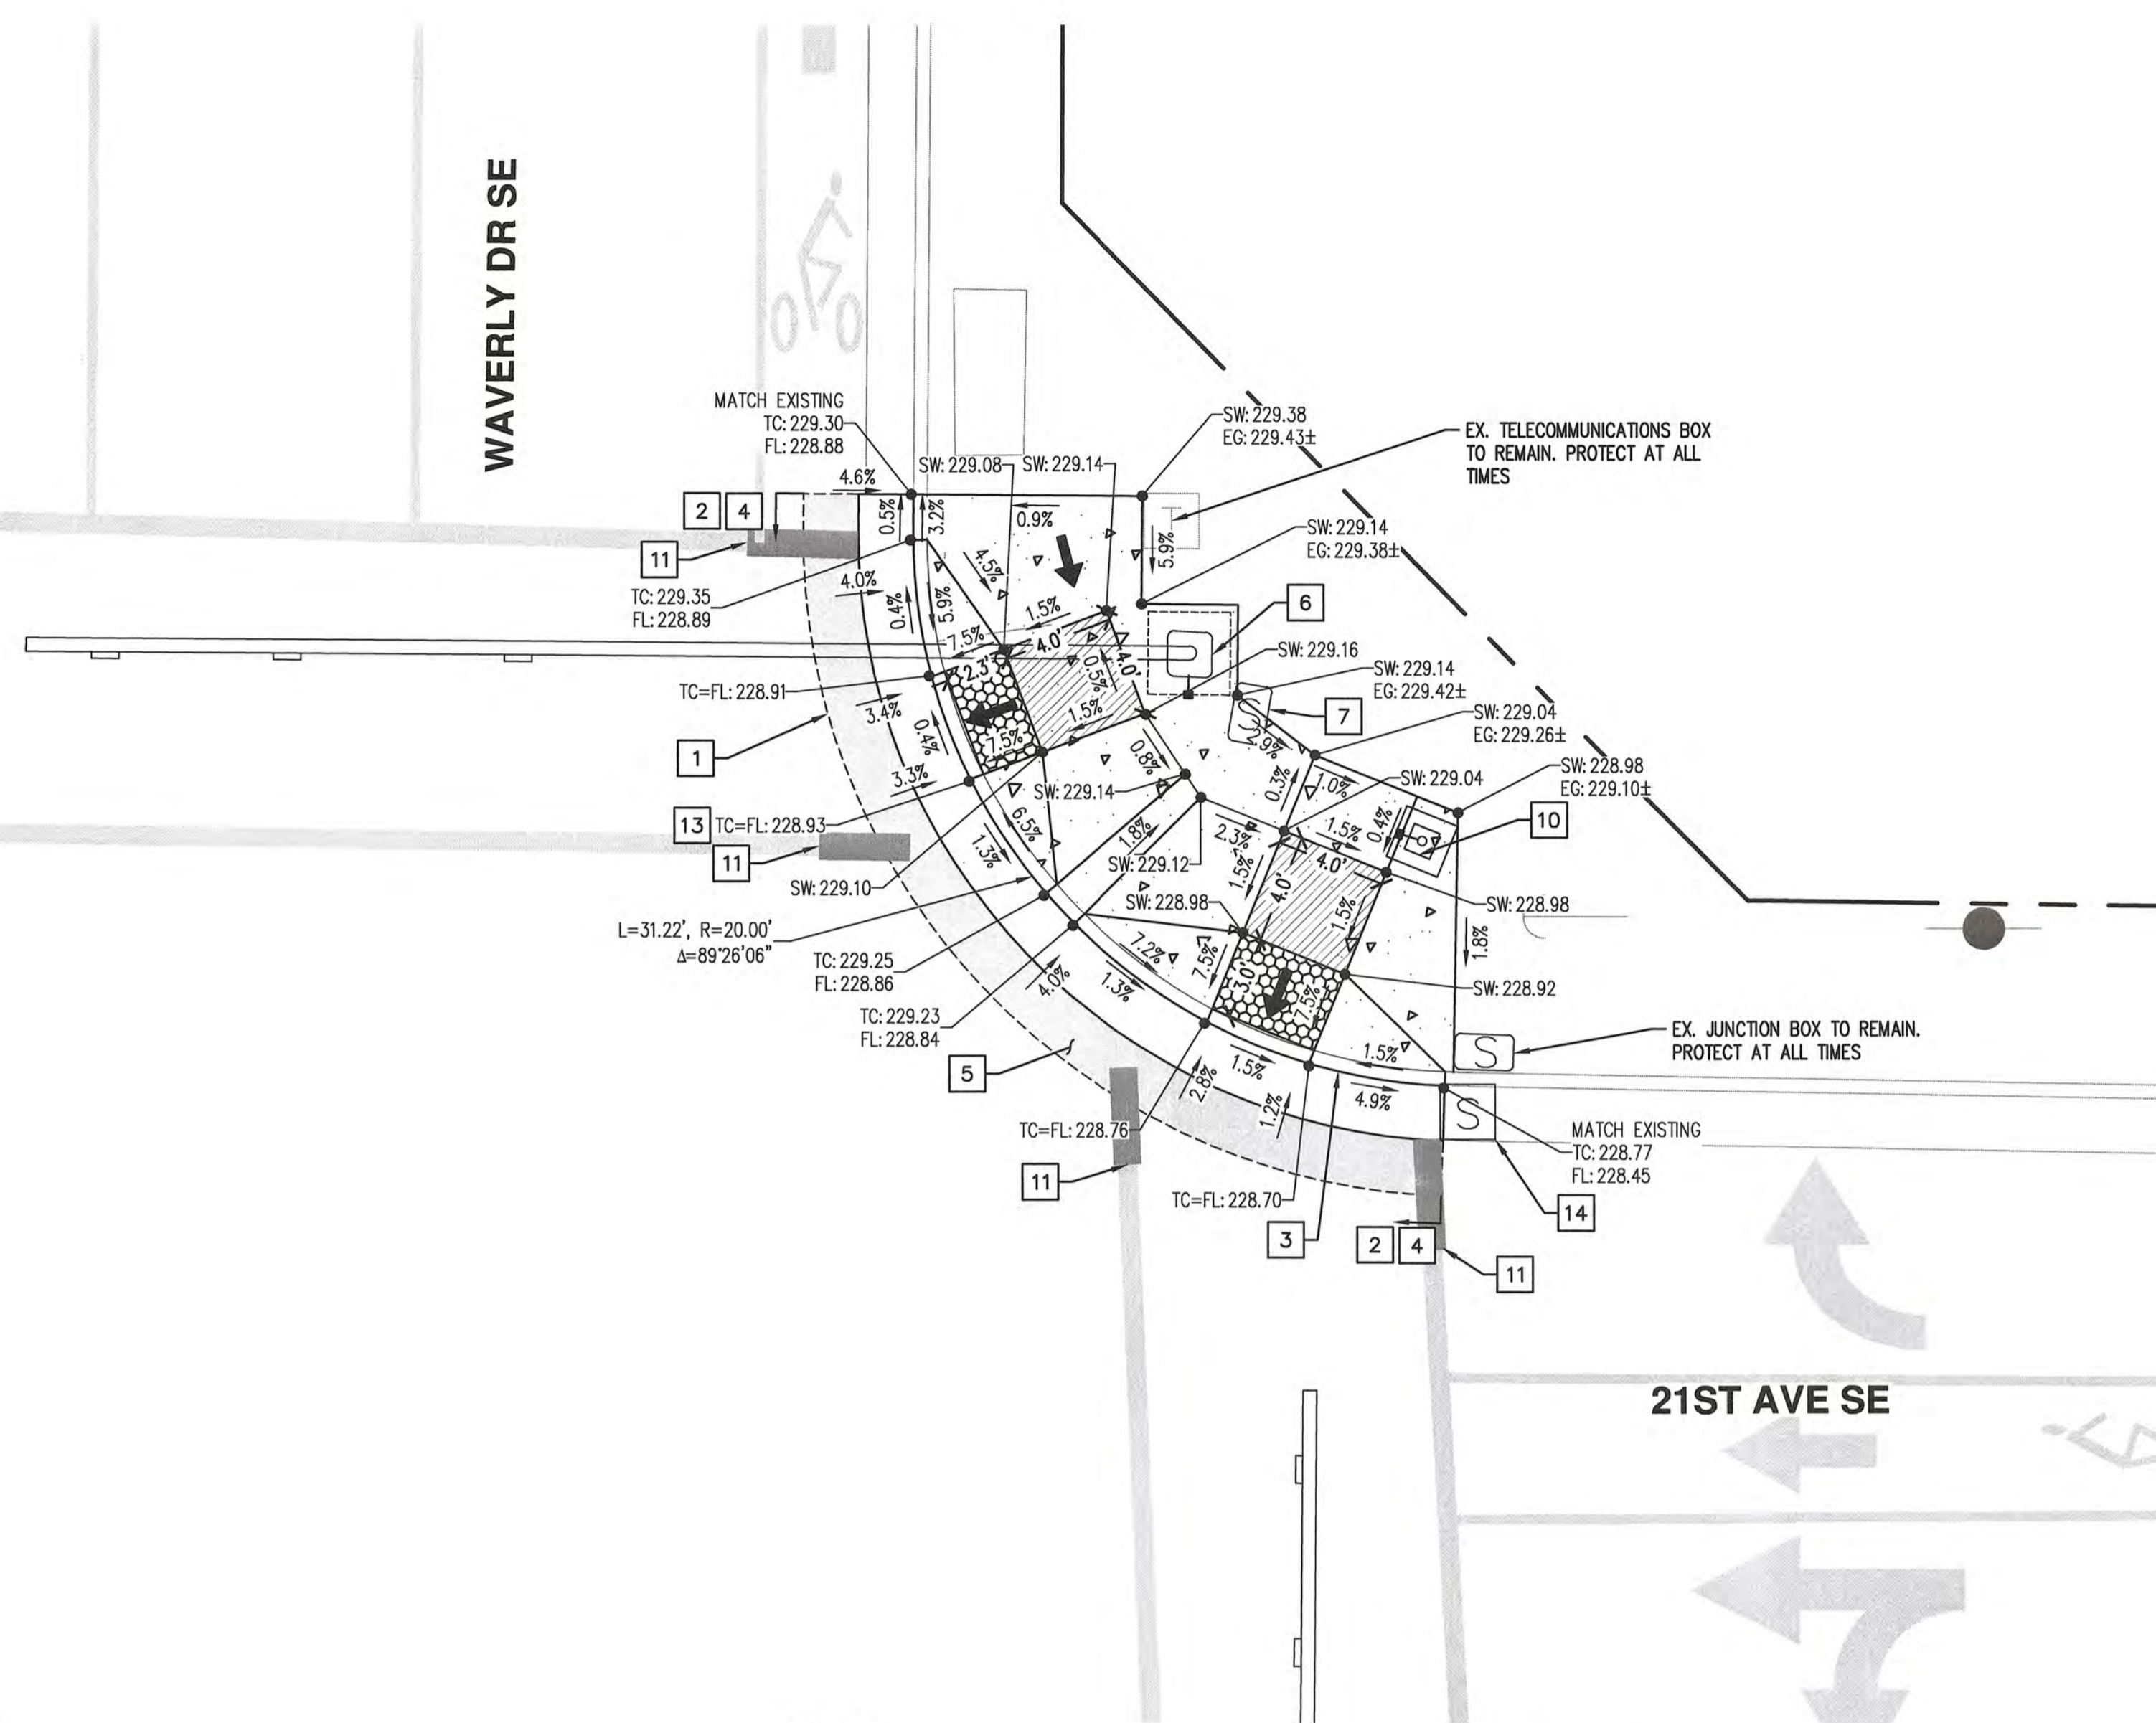 WAVERLY DR SE
MATCH EXISTING
TC: 229.30
FL: 228.88
SW: 229.08
SW: 229.14
SW: 229.38
EG: 229.43±
EX. TELECOMMUNICATIONS BOX
TO REMAIN. PROTECT AT ALL
TIMES
T
4.6%
2
4
0.5%
3.2%
0.9%
5.9%
SW: 229.14
EG: 229.38±
11
4.5%
4.0%
TC: 229.35
FL: 228.89
0.4%
5.9%
1.5%
6
7.5%
4.0'
4.0'
2.3'
0.5%
SW: 229.16
SW: 229.14
EG: 229.42±
TC=FL: 228.91
3.4%
1.5%
S
7
SW: 229.04
EG: 229.26±
0.4%
7.5%
2.9%
1
3.3%
0.8%
SW: 229.14
0.3%
1.0%
SW: 229.04
SW: 228.98
EG: 229.10±
13
TC=FL: 228.93
6.5%
1.8%
2.3%
1.5%
0.4%
10
11
1.3%
SW: 229.12
1.5%
4.0'
4.0'
SW: 229.10
SW: 228.98
1.5%
SW: 228.98
L=31.22', R=20.00'
Δ=89°26'06"
7.2%
7.5%
1.8%
TC: 229.25
FL: 228.86
4.0%
1.3%
3.0'
7.5%
SW: 228.92
TC: 229.23
FL: 228.84
S
EX. JUNCTION BOX TO REMAIN.
PROTECT AT ALL TIMES
5
2.8%
1.5%
1.5%
1.2%
4.9%
S
TC=FL: 228.76
MATCH EXISTING
TC: 228.77
FL: 228.45
11
TC=FL: 228.70
14
3
2
4
11
21ST AVE SE